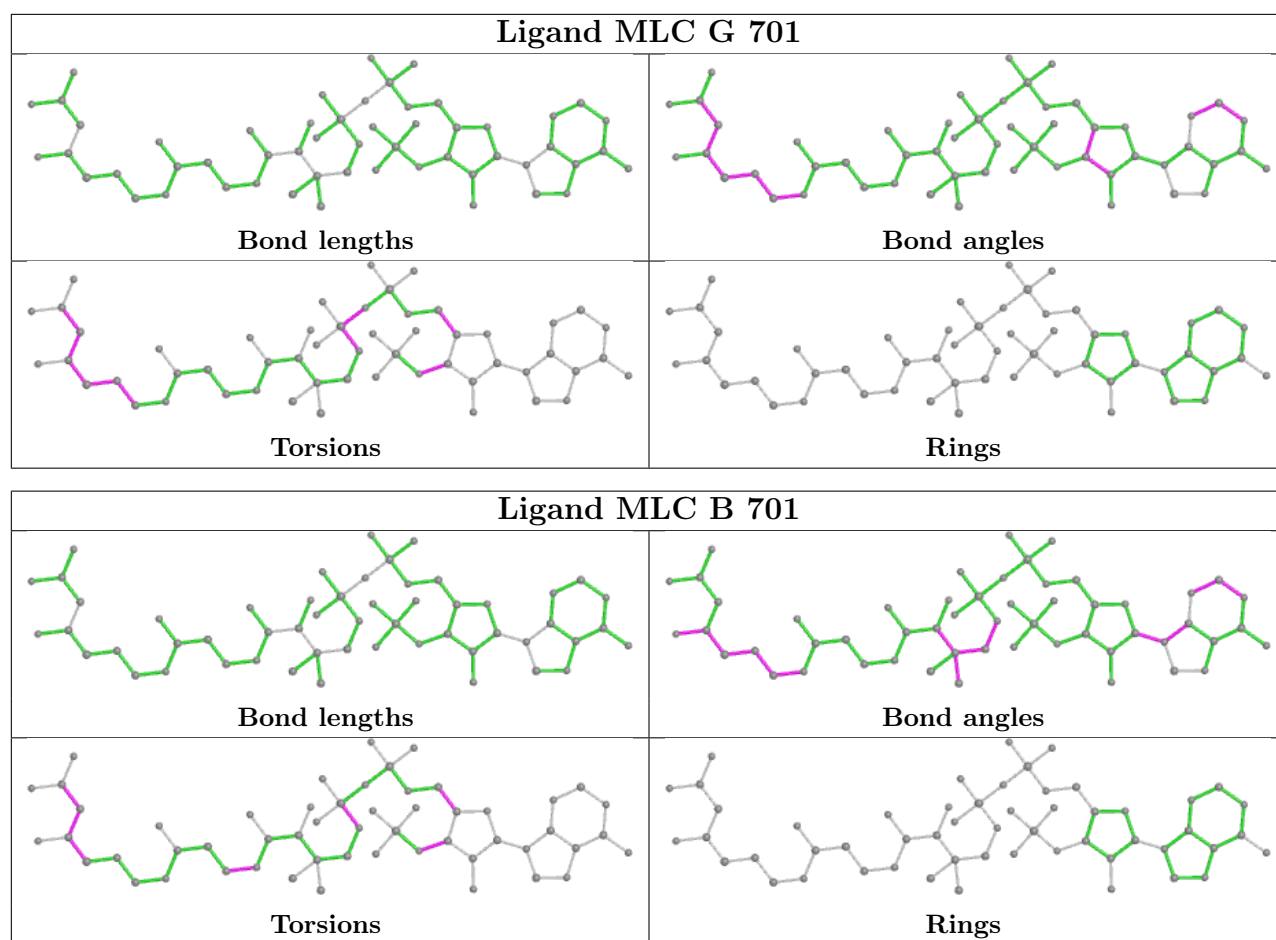 Ligand MLC G 701
Bond lengths Bond angles
Torsions Rings
Ligand MLC B 701
Bond lengths Bond angles
Torsions Rings